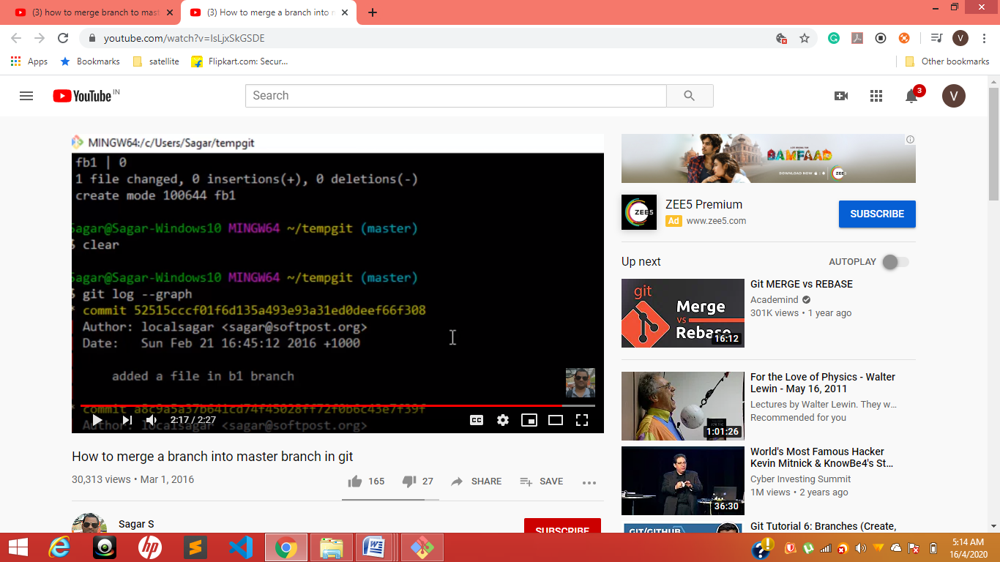 (3) how to merge branch to mast
(3) How to merge a branch into m
youtube.com/watch?v=IsLjxSkGSDE
V
Apps
Bookmarks
satellite
Flipkart.com: Secur...
Other bookmarks
YouTube IN
Search
3
V
MINGW64:/c/Users/Sagar/tempgit
fb1 | 0
1 file changed, 0 insertions(+), 0 deletions(-)
create mode 100644 fb1
Sagar@Sagar-Windows10 MINGW64 ~/tempgit (master)
$ clear
Sagar@Sagar-Windows10 MINGW64 ~/tempgit (master)
$ git log --graph
* commit 52515cccf01f6d135a493e93a31ed0deef66f308
Author: localsagar <sagar@softpost.org>
Date: Sun Feb 21 16:45:12 2016 +1000
added a file in b1 branch
* commit a8c9a5a37b641cd74f45028ff72f0b6c43e7f39f
Author: localsagar <sagar@softpost.org>
2:17 / 2:27
CC
How to merge a branch into master branch in git
30,313 views • Mar 1, 2016
165
27
SHARE
SAVE
Sagar S
SUBSCRIBE
BAMFAAD
DOWNLOAD NOW
ZEE5
ZEE5
ZEE5 Premium
Ad www.zee5.com
SUBSCRIBE
Up next
AUTOPLAY
git
Merge
vs
Rebase
16:12
Git MERGE vs REBASE
Academind
301K views • 1 year ago
1:01:26
For the Love of Physics - Walter
Lewin - May 16, 2011
Lectures by Walter Lewin. They w...
Recommended for you
36:30
World's Most Famous Hacker
Kevin Mitnick & KnowBe4's St...
Cyber Investing Summit
1M views • 2 years ago
GIT/GITHUB
Git Tutorial 6: Branches (Create,
hp
5:14 AM
16/4/2020